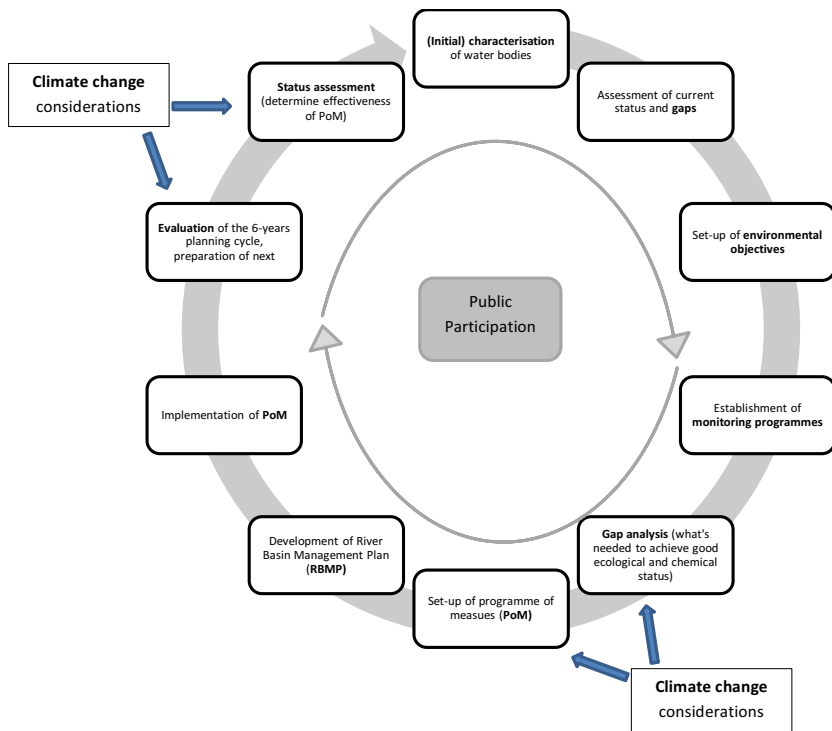 (Initial) characterisation
of water bodies
Assessment of current
status and gaps
Set-up of environmental
objectives
Establishment of
monitoring programmes
Gap analysis (what's
needed to achieve good
ecological and chemical
status)
Set-up of programme of
measues (PoM)
Development of River
Basin Management Plan
(RBMP)
Implementation of PoM
Evaluation of the 6-years
planning cycle,
preparation of next
Status assessment
(determine effectiveness
of PoM)
Climate change
considerations
Public
Participation
Climate change
considerations